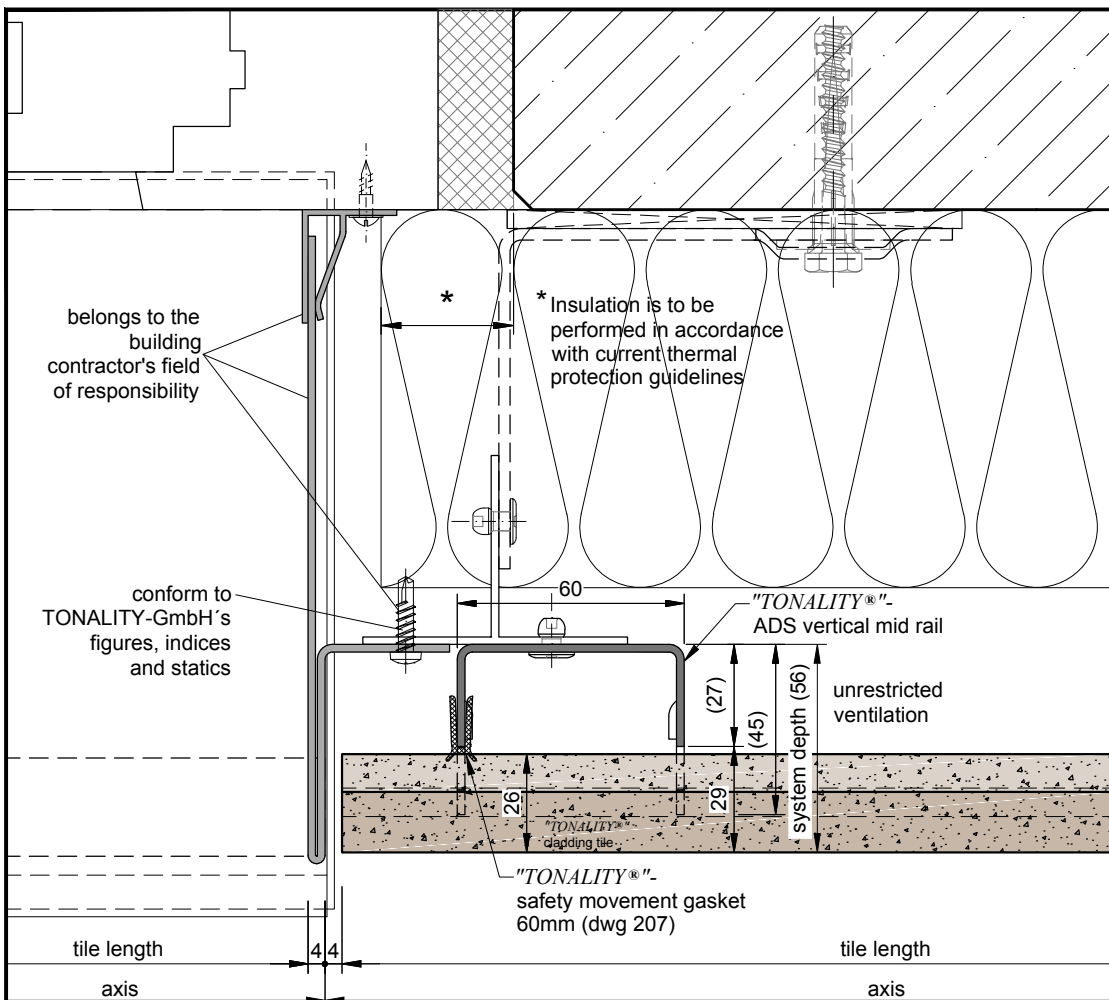 belongs to the
building
contractor's field
of responsibility
*
* Insulation is to be
performed in accordance
with current thermal
protection guidelines
conform to
TONALITY-GmbH´s
figures, indices
and statics
60
"TONALITY®"-
ADS vertical mid rail
(27)
(45)
system depth (56)
unrestricted
ventilation
26
29
"TONALITY®"
cladding tile
"TONALITY®"-
safety movement gasket
60mm (dwg 207)
tile length
4
4
tile length
axis
axis